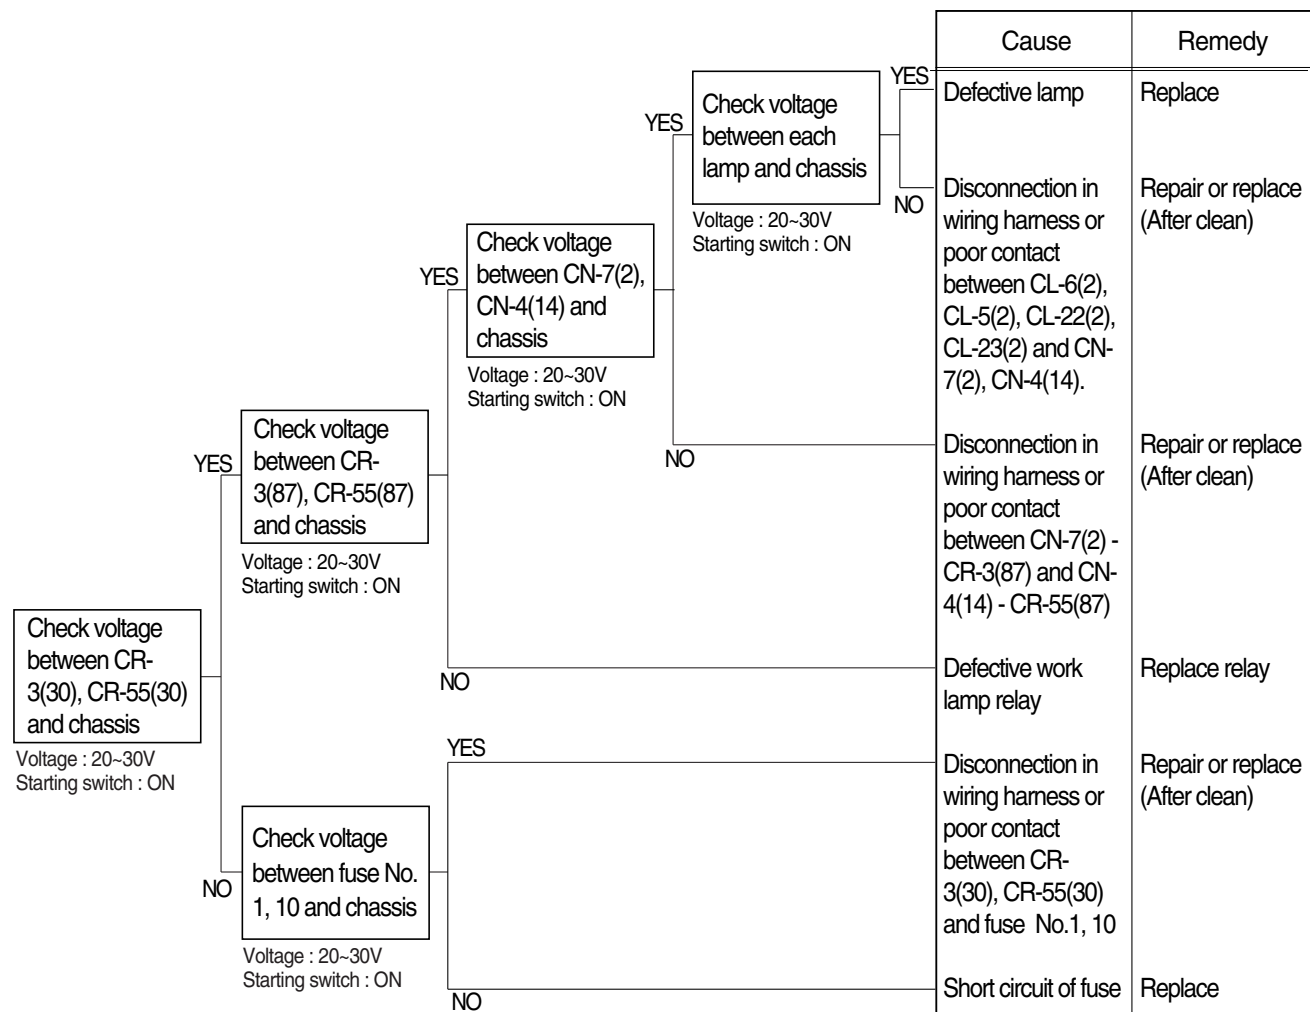 Cause
Remedy
YES
Defective lamp
Replace
Check voltage
between each
lamp and chassis
YES
NO
Voltage : 20~30V
Starting switch : ON
Disconnection in
wiring harness or
poor contact
between CL-6(2),
CL-5(2), CL-22(2),
CL-23(2) and CN-
7(2), CN-4(14).
Repair or replace
(After clean)
Check voltage
between CN-7(2),
CN-4(14) and
chassis
YES
Voltage : 20~30V
Starting switch : ON
NO
Disconnection in
wiring harness or
poor contact
between CN-7(2) -
CR-3(87) and CN-
4(14) - CR-55(87)
Repair or replace
(After clean)
Check voltage
between CR-
3(87), CR-55(87)
and chassis
YES
Voltage : 20~30V
Starting switch : ON
NO
Defective work
lamp relay
Replace relay
Check voltage
between CR-
3(30), CR-55(30)
and chassis
Voltage : 20~30V
Starting switch : ON
YES
Disconnection in
wiring harness or
poor contact
between CR-
3(30), CR-55(30)
and fuse No.1, 10
Repair or replace
(After clean)
NO
Check voltage
between fuse No.
1, 10 and chassis
Voltage : 20~30V
Starting switch : ON
NO
Short circuit of fuse
Replace